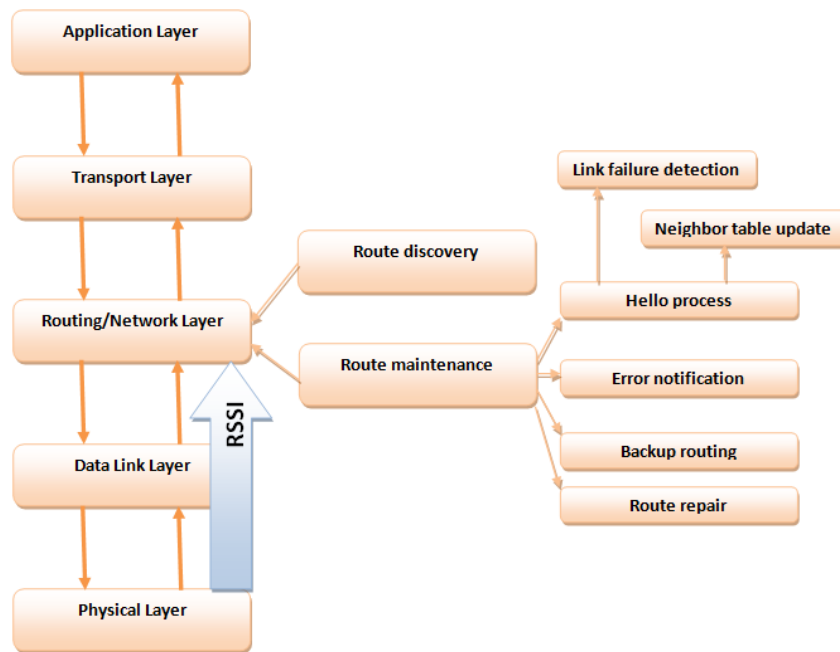 Application Layer
Transport Layer
Routing/Network Layer
Data Link Layer
Physical Layer
RSSI
Route discovery
Route maintenance
Link failure detection
Neighbor table update
Hello process
Error notification
Backup routing
Route repair